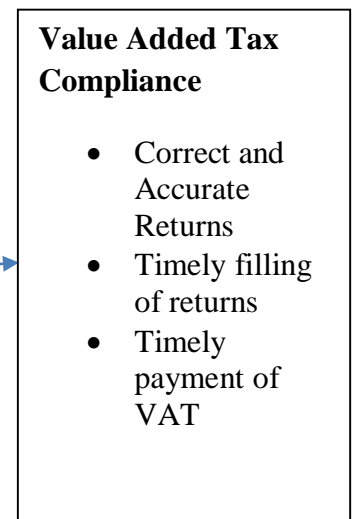 Value Added Tax
Compliance
• Correct and
Accurate
Returns
• Timely filling
of returns
• Timely
payment of
VAT